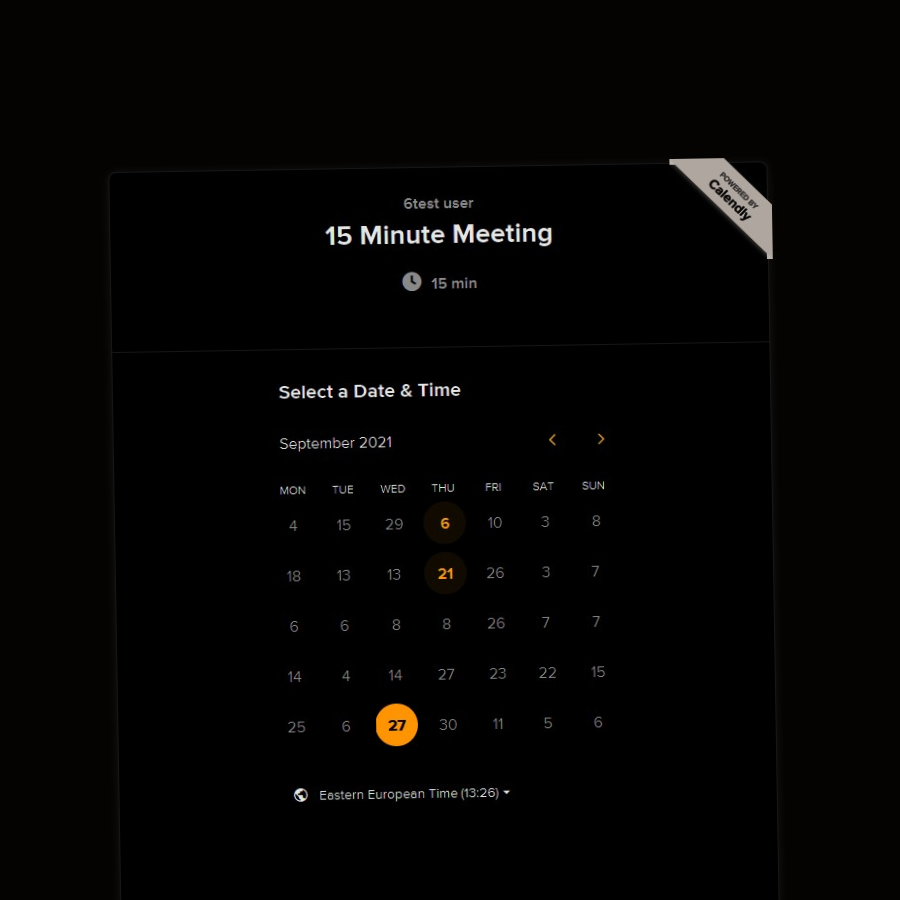 POWERED BY
Calendly
6test user
15 Minute Meeting
15 min
Select a Date & Time
September 2021
MON TUE WED THU FRI SAT SUN
4 15 29 6 10 3 8
18 13 13 21 26 3 7
6 6 8 8 26 7 7
14 4 14 27 23 22 15
25 6 27 30 11 5 6
Eastern European Time (13:26)